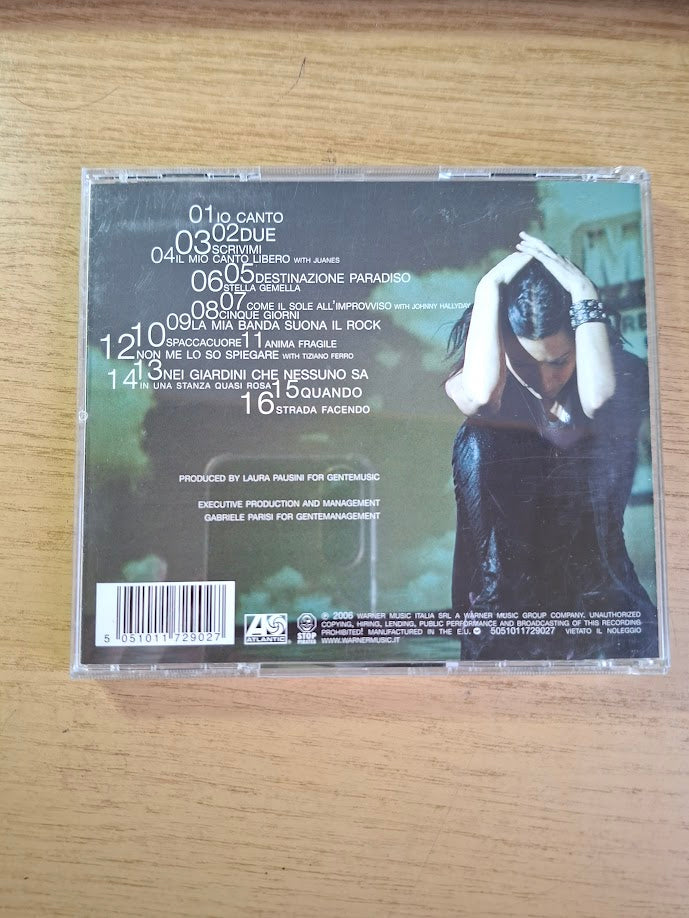 01 IO CANTO
02 DUE
03 SCRIVIMI
04 IL MIO CANTO LIBERO WITH JUANES
05 DESTINAZIONE PARADISO
06 STELLA GEMELLA
07 COME IL SOLE ALL'IMPROVVISO WITH JOHNNY HALLYDAY
08 CINQUE GIORNI
09 LA MIA BANDA SUONA IL ROCK
10 SPACCACUORE 11 ANIMA FRAGILE
12 NON ME LO SO SPIEGARE WITH TIZIANO FERRO
13 NEI GIARDINI CHE NESSUNO SA
14 IN UNA STANZA QUASI ROSA 15 QUANDO
16 STRADA FACENDO
PRODUCED BY LAURA PAUSINI FOR GENTEMUSIC
EXECUTIVE PRODUCTION AND MANAGEMENT
GABRIELE PARISI FOR GENTEMANAGEMENT
5 051011 729027
ATLANTIC
STOP
PIRATES
℗ 2006 WARNER MUSIC ITALIA SRL A WARNER MUSIC GROUP COMPANY. UNAUTHORIZED
COPYING, HIRING, LENDING, PUBLIC PERFORMANCE AND BROADCASTING OF THIS RECORDING
PROHIBITED! MANUFACTURED IN THE E.U. 5051011729027 VIETATO IL NOLEGGIO
WWW.WARNERMUSIC.IT